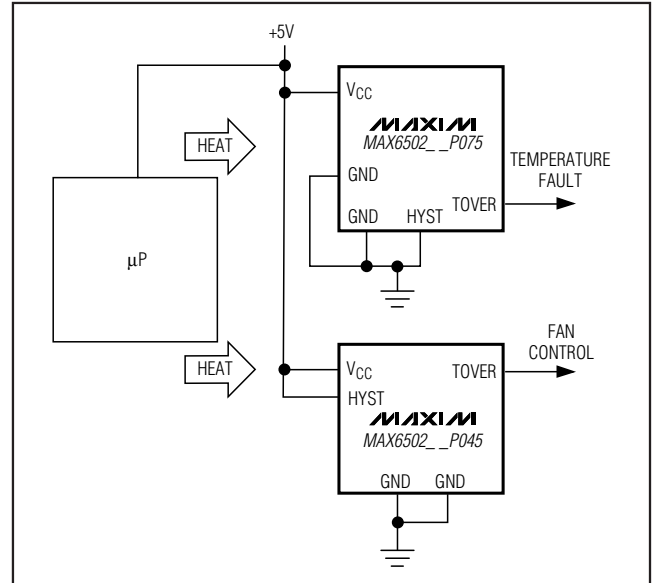 +5V
HEAT
μP
HEAT
VCC
MAXIM
MAX6502_ _P075
GND
GND HYST TOVER
TEMPERATURE
FAULT
VCC
HYST
TOVER
MAXIM
MAX6502_ _P045
GND GND
FAN
CONTROL